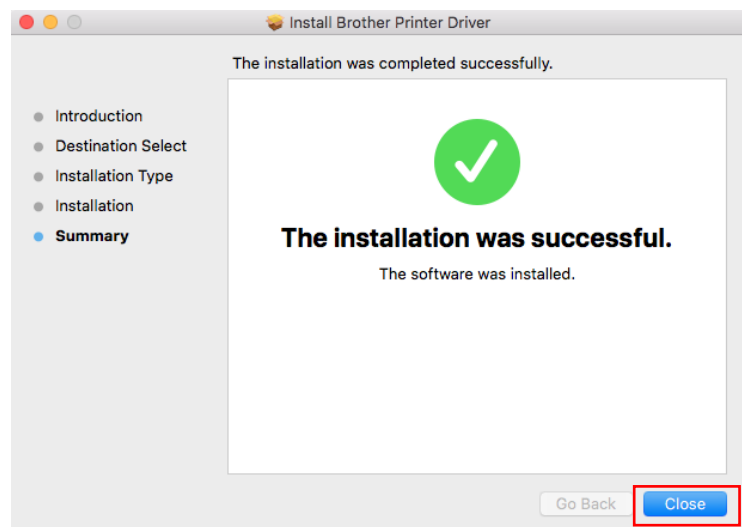 Install Brother Printer Driver
The installation was completed successfully.
Introduction
Destination Select
Installation Type
Installation
Summary
The installation was successful.
The software was installed.
Go Back
Close